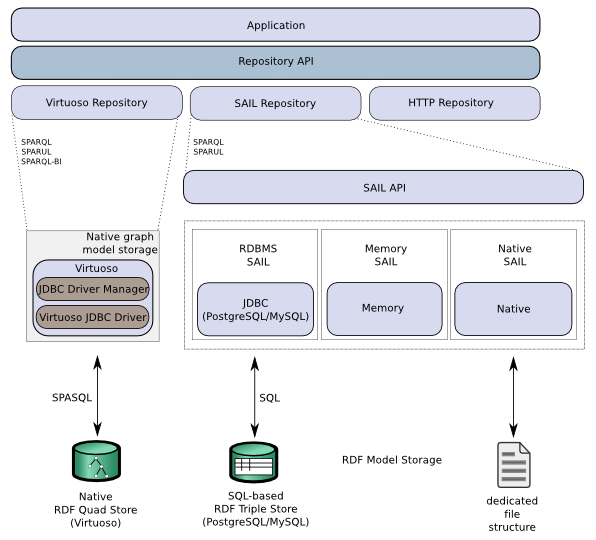 Application
Repository API
Virtuoso Repository
SAIL Repository
HTTP Repository
SPARQL
SPARUL
SPARQL-BI
SPARQL
SPARUL
SAIL API
Native graph
model storage
Virtuoso
JDBC Driver Manager
Virtuoso JDBC Driver
RDBMS
SAIL
JDBC
(PostgreSQL/MySQL)
Memory
SAIL
Memory
Native
SAIL
Native
SPASQL
SQL
Native
RDF Quad Store
(Virtuoso)
SQL-based
RDF Triple Store
(PostgreSQL/MySQL)
RDF Model Storage
dedicated
file
structure